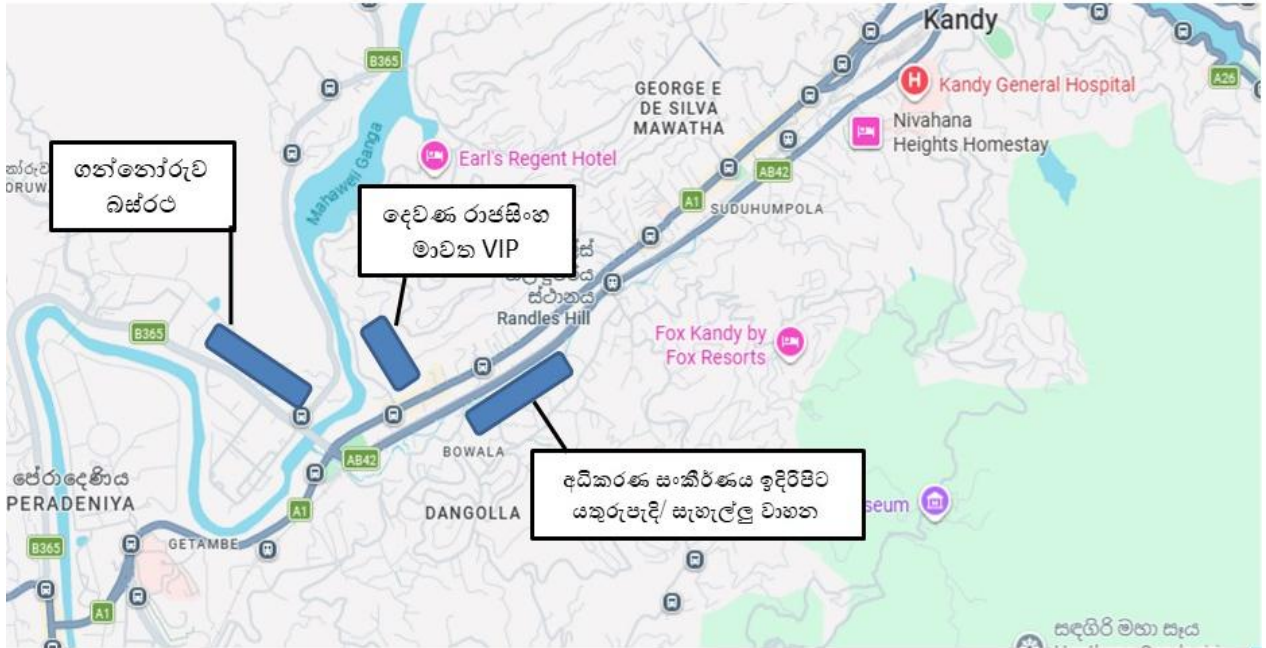 Kandy
B365
A26
GEORGE E
DE SILVA
MAWATHA
Kandy General Hospital
Nivahana
Heights Homestay
Mahaweli Ganga
Earl's Regent Hotel
ගන්නෝරුව
බස්රථ
දෙවණ රාජසිංහ
මාවත VIP
AB42
A1
SUDUHUMPOLA
ස්ථානය
Randles Hill
Fox Kandy by
Fox Resorts
B365
BOWALA
AB42
අධිකරණ සංකීර්ණය ඉදිරිපිට
යතුරුපැදි/ සැහැල්ලු වාහන
පේරාදෙණිය
PERADENIYA
A1
DANGOLLA
GETAMBE
B365
A1
සඳගිරි මහා සෑය